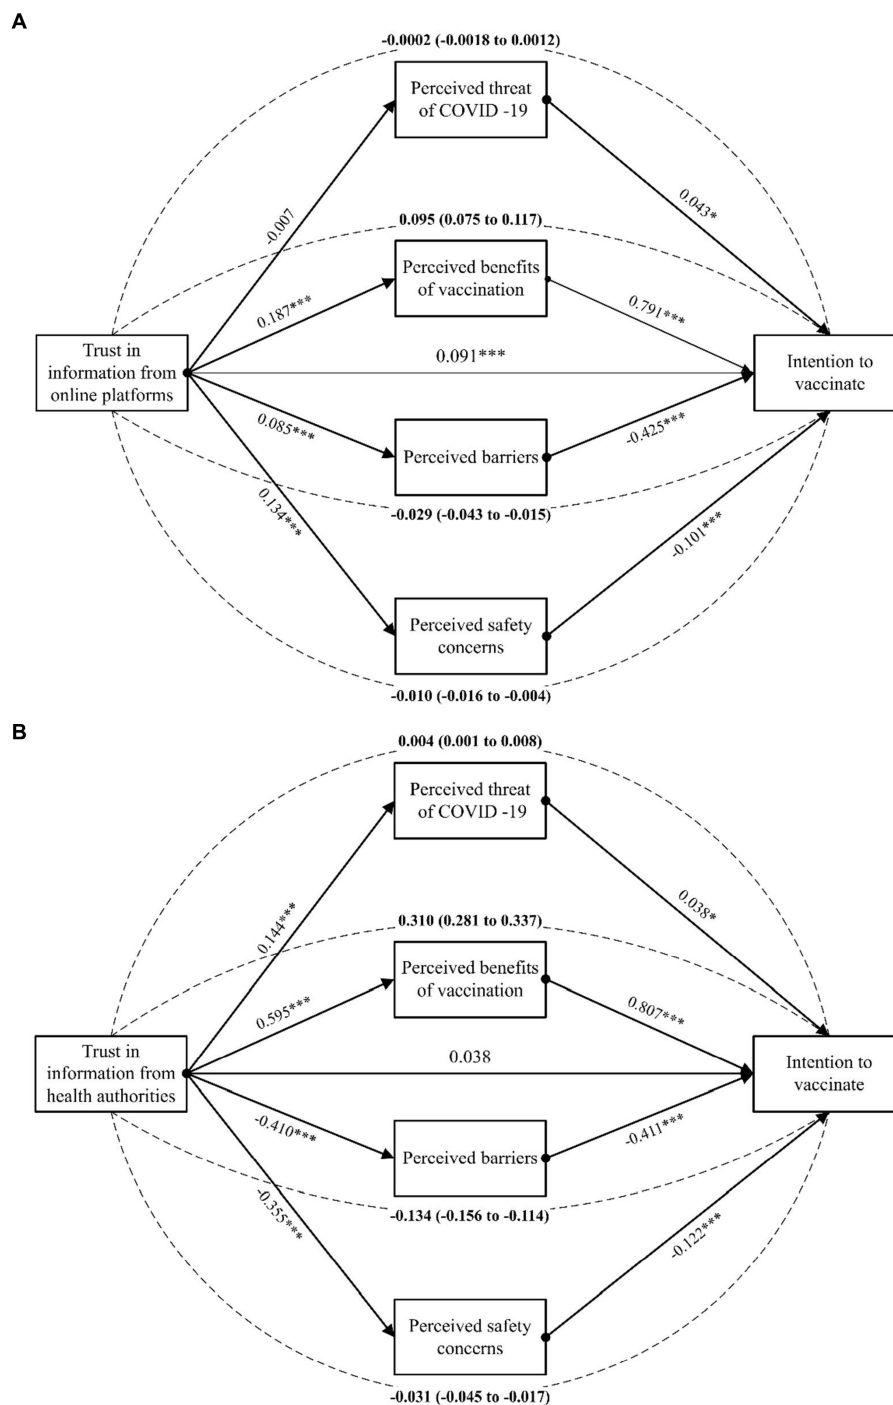 A
-0.0002 (-0.0018 to 0.0012)
Perceived threat
of COVID -19
-0.007
0.043*
0.095 (0.075 to 0.117)
Perceived benefits
of vaccination
0.187***
0.791***
Trust in
information from
online platforms
0.091***
Intention to
vaccinate
0.085***
Perceived barriers
-0.425***
-0.029 (-0.043 to -0.015)
0.134***
-0.101***
Perceived safety
concerns
-0.010 (-0.016 to -0.004)
B
0.004 (0.001 to 0.008)
Perceived threat
of COVID -19
0.144***
0.038*
0.310 (0.281 to 0.337)
Perceived benefits
of vaccination
0.595***
0.807***
Trust in
information from
health authorities
0.038
Intention to
vaccinate
-0.410***
Perceived barriers
-0.411***
-0.134 (-0.156 to -0.114)
-0.355***
-0.122***
Perceived safety
concerns
-0.031 (-0.045 to -0.017)